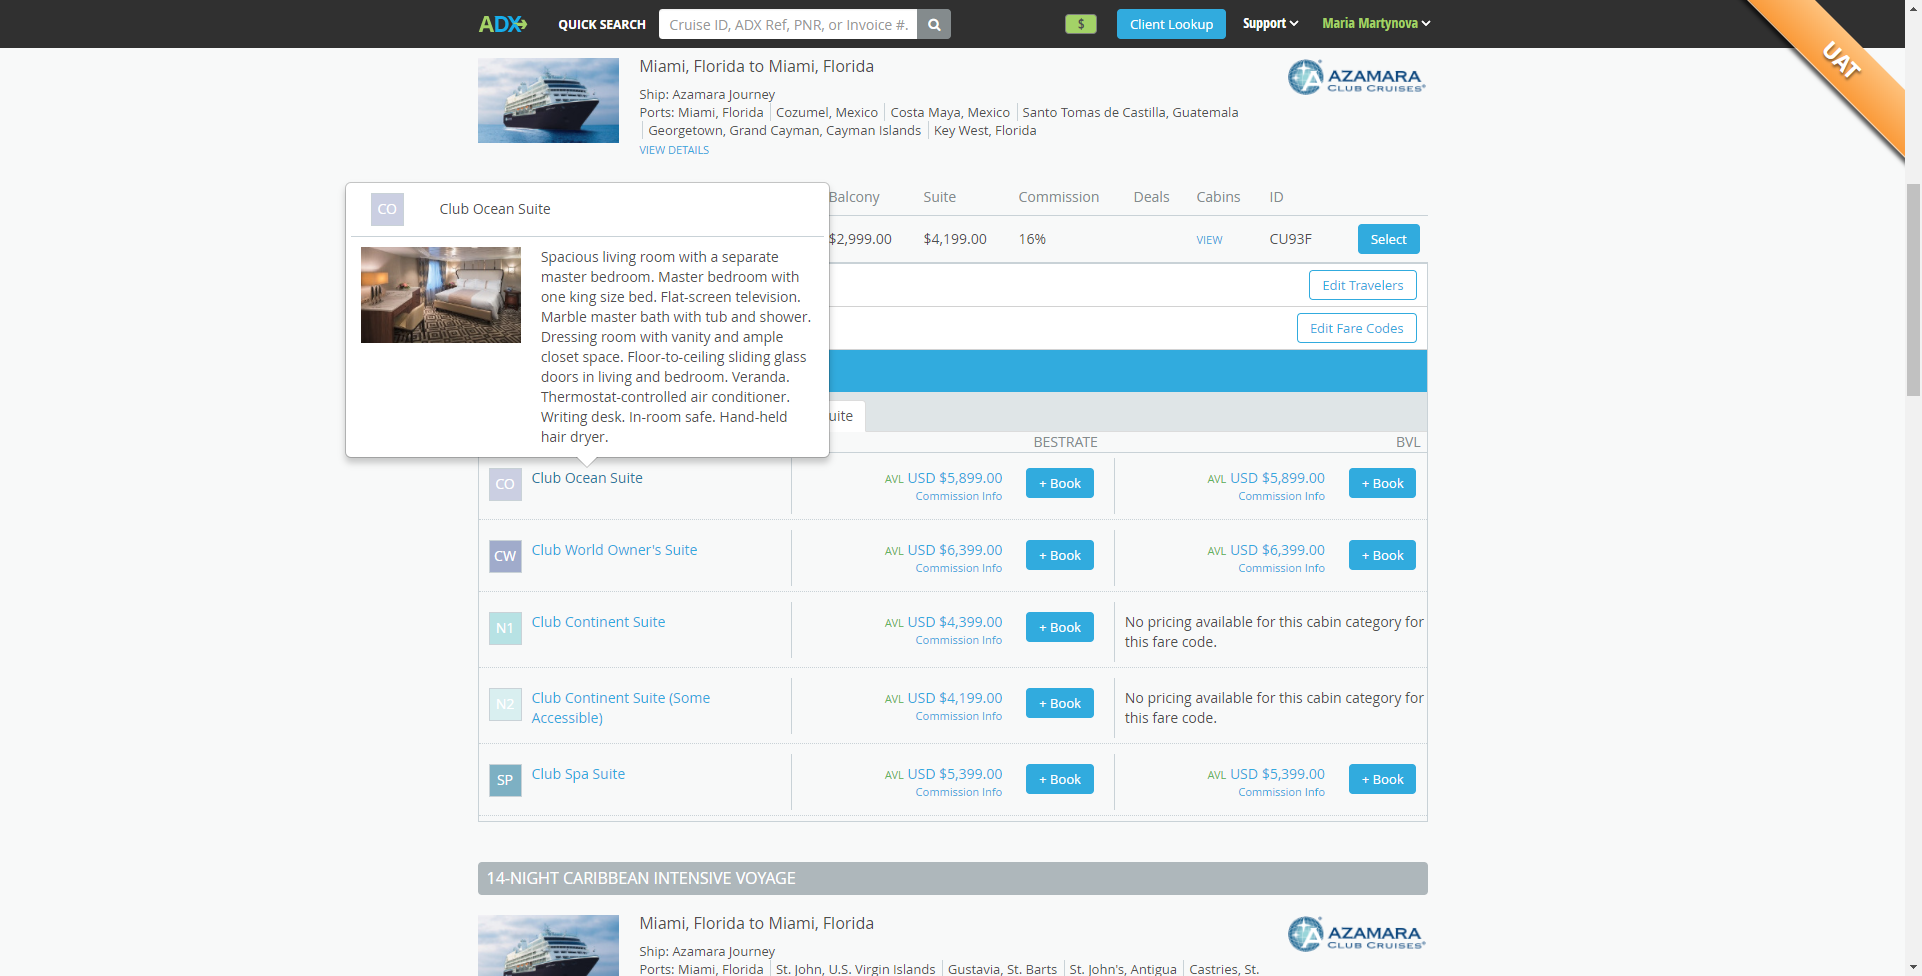 ADX
QUICK SEARCH
Cruise ID, ADX Ref, PNR, or Invoice #.
$
Client Lookup
Support
Maria Martynova
UAT
Miami, Florida to Miami, Florida
AZAMARA
CLUB CRUISES®
Ship: Azamara Journey
Ports: Miami, Florida | Cozumel, Mexico | Costa Maya, Mexico | Santo Tomas de Castilla, Guatemala
| Georgetown, Grand Cayman, Cayman Islands | Key West, Florida
VIEW DETAILS
Balcony Suite Commission Deals Cabins ID
$2,999.00 $4,199.00 16% VIEW CU93F Select
CO Club Ocean Suite
Spacious living room with a separate
master bedroom. Master bedroom with
one king size bed. Flat-screen television.
Marble master bath with tub and shower.
Dressing room with vanity and ample
closet space. Floor-to-ceiling sliding glass
doors in living and bedroom. Veranda.
Thermostat-controlled air conditioner.
Writing desk. In-room safe. Hand-held
hair dryer.
Edit Travelers
Edit Fare Codes
uite
BESTRATE BVL
CO Club Ocean Suite AVL USD $5,899.00 + Book AVL USD $5,899.00 + Book
Commission Info Commission Info
CW Club World Owner's Suite AVL USD $6,399.00 + Book AVL USD $6,399.00 + Book
Commission Info Commission Info
N1 Club Continent Suite AVL USD $4,399.00 + Book No pricing available for this cabin category for
Commission Info this fare code.
N2 Club Continent Suite (Some AVL USD $4,199.00 + Book No pricing available for this cabin category for
Accessible) Commission Info this fare code.
SP Club Spa Suite AVL USD $5,399.00 + Book AVL USD $5,399.00 + Book
Commission Info Commission Info
14-NIGHT CARIBBEAN INTENSIVE VOYAGE
Miami, Florida to Miami, Florida
AZAMARA
CLUB CRUISES®
Ship: Azamara Journey
Ports: Miami, Florida | St. John, U.S. Virgin Islands | Gustavia, St. Barts | St. John's, Antigua | Castries, St.